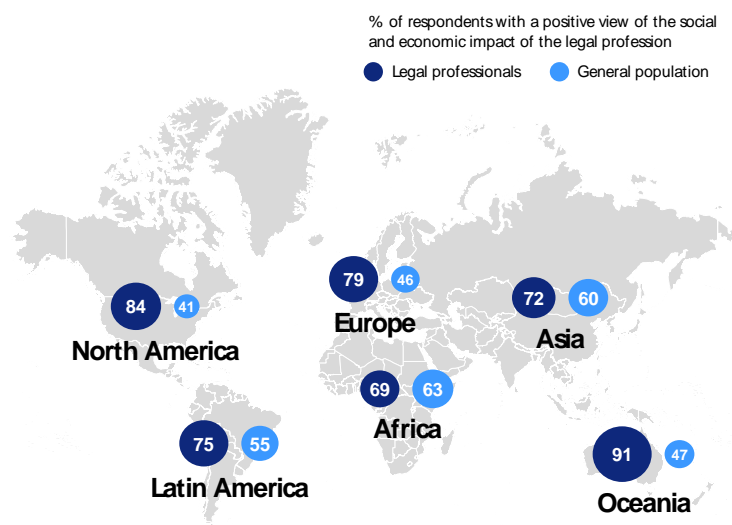 % of respondents with a positive view of the social
and economic impact of the legal profession
Legal professionals
General population
84
41
North America
79
46
Europe
72
60
Asia
69
63
Africa
75
55
Latin America
91
47
Oceania